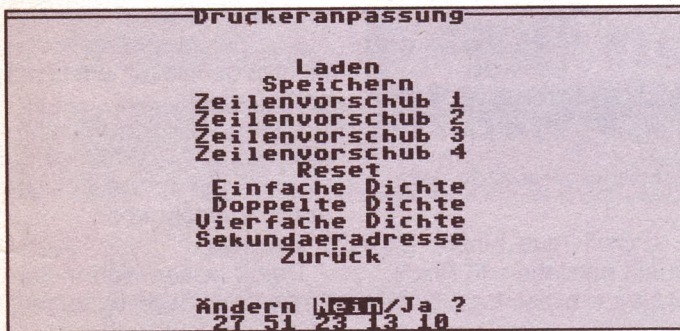 Druckeranpassung
Laden
Speichern
Zeilenvorschub 1
Zeilenvorschub 2
Zeilenvorschub 3
Zeilenvorschub 4
Reset
Einfache Dichte
Doppelte Dichte
Vierfache Dichte
Sekundaeradresse
Zurück
Ändern Nein/Ja ?
27 51 23 13 10